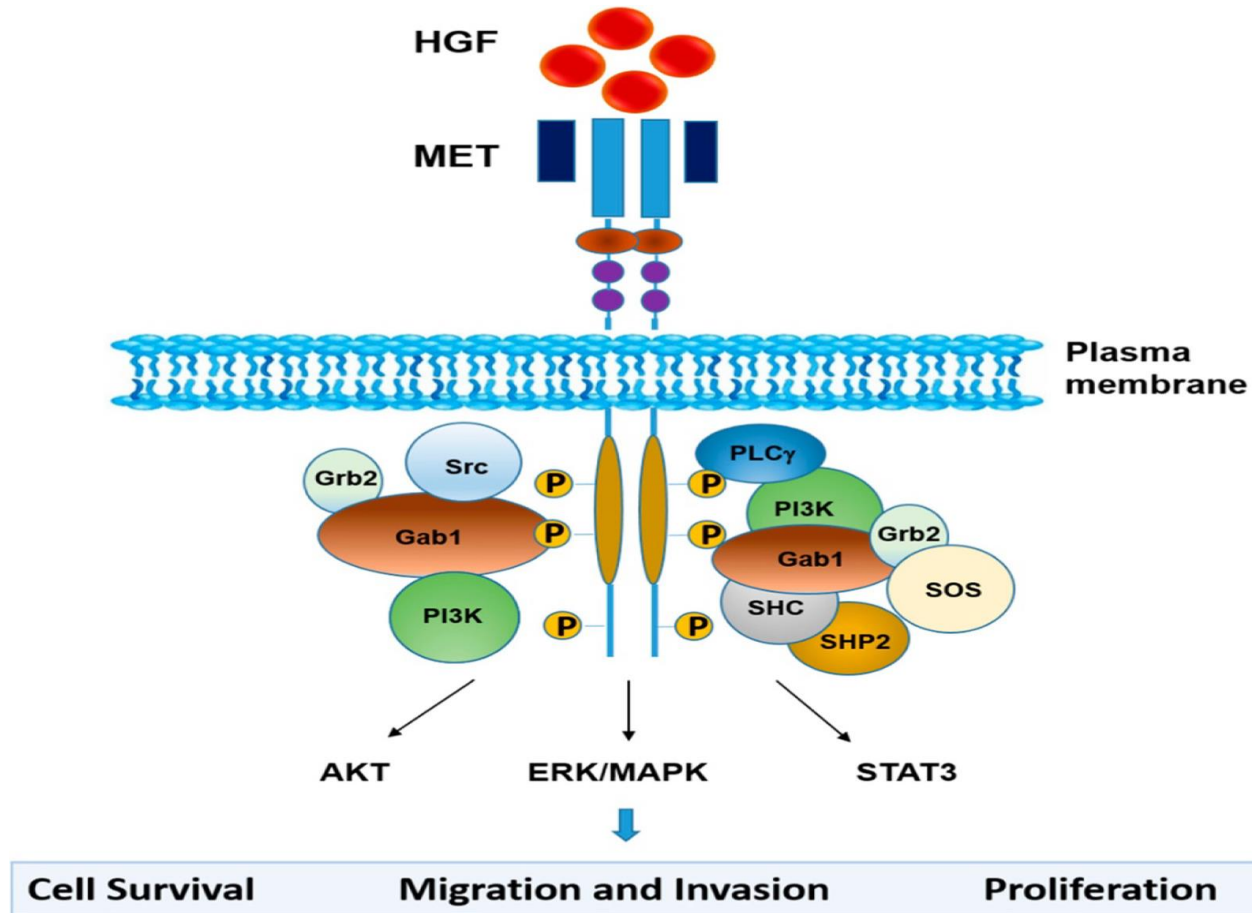 HGF
MET
Plasma
membrane
Grb2
Src
Gab1
PI3K
P
P
P
P
P
P
PLCγ
PI3K
Grb2
Gab1
SOS
SHC
SHP2
AKT
ERK/MAPK
STAT3
Cell Survival
Migration and Invasion
Proliferation